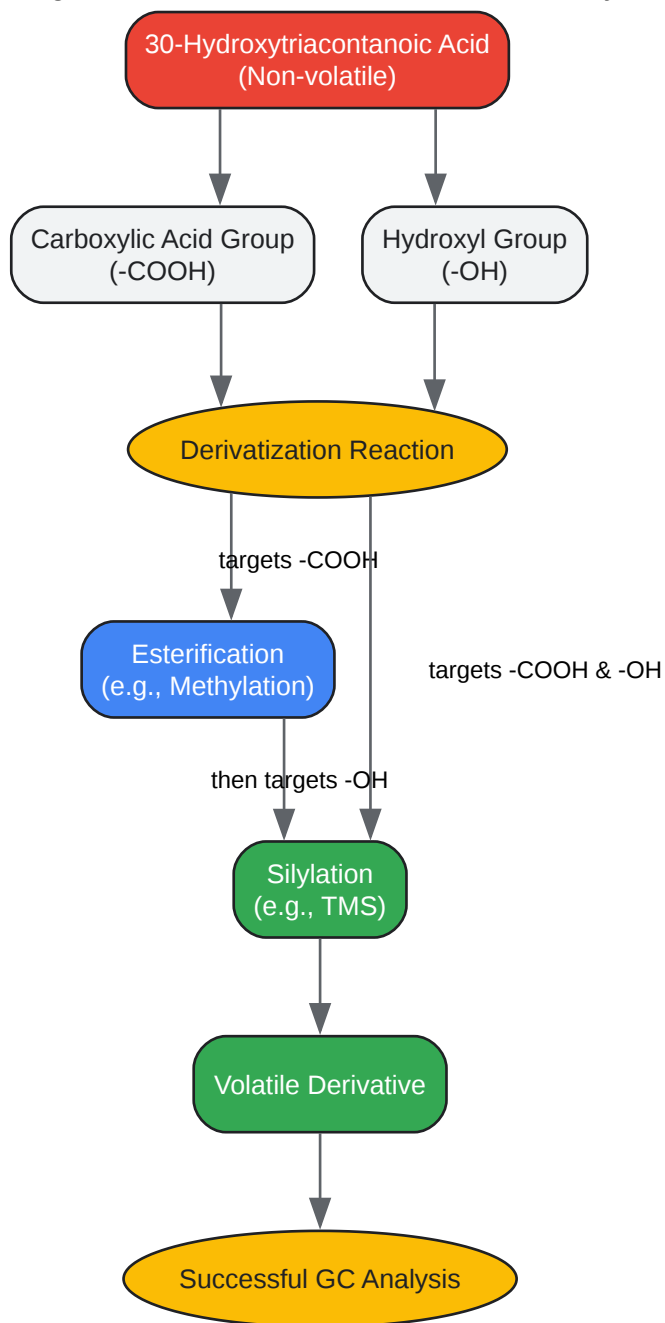 30-Hydroxytriacontanoic Acid
(Non-volatile)
Carboxylic Acid Group
(-COOH)
Hydroxyl Group
(-OH)
Derivatization Reaction
targets -COOH
Esterification
(e.g., Methylation)
targets -COOH & -OH
then targets -OH
Silylation
(e.g., TMS)
Volatile Derivative
Successful GC Analysis